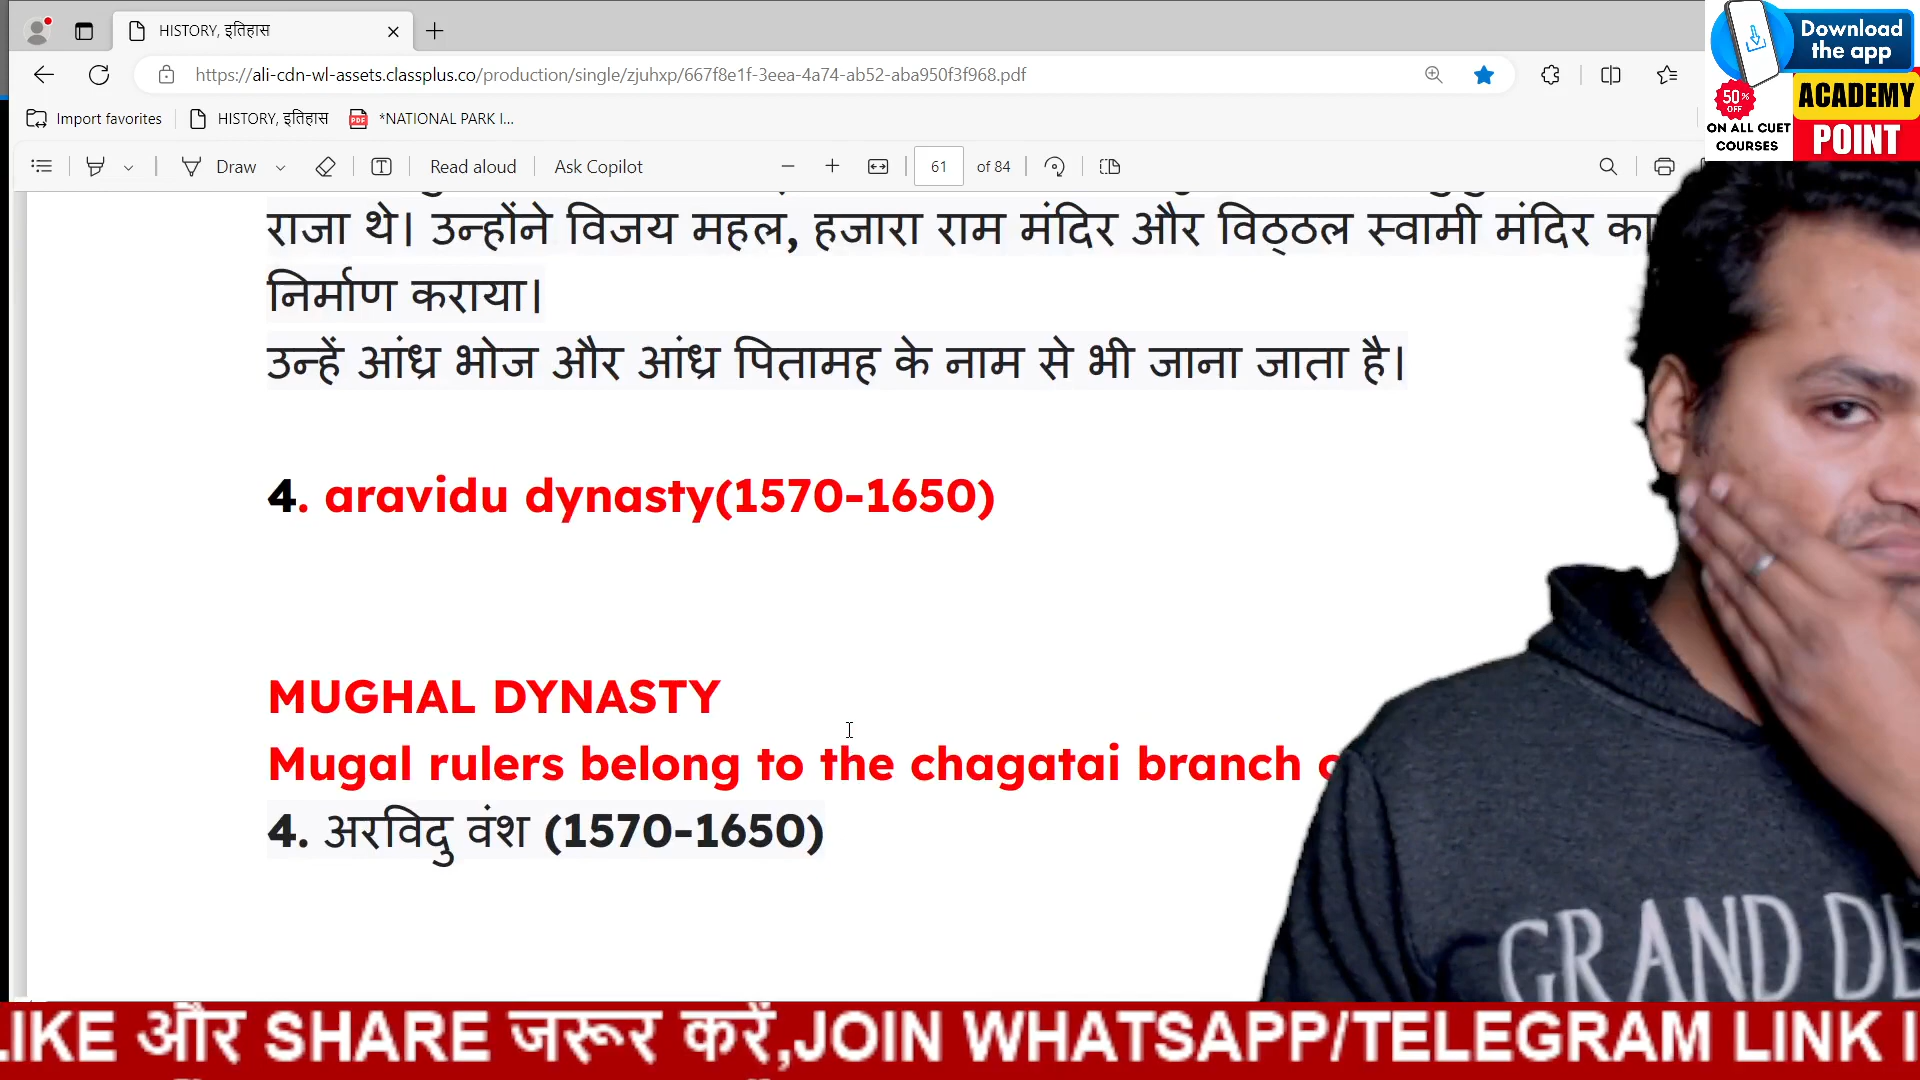 HISTORY, इतिहास
https://ali-cdn-wl-assets.classplus.co/production/single/zjuhxp/667f8e1f-3eea-4a74-ab52-aba950f3f968.pdf
Import favorites
HISTORY, इतिहास
PDF
*NATIONAL PARK I...
Draw
Read aloud
Ask Copilot
61 of 84
Download
the app
50%
OFF
ON ALL CUET
COURSES
ACADEMY
POINT
राजा थे। उन्होंने विजय महल, हजारा राम मंदिर और विठ्ठल स्वामी मंदिर का
निर्माण कराया।
उन्हें आंध्र भोज और आंध्र पितामह के नाम से भी जाना जाता है।
4. aravidu dynasty(1570-1650)
MUGHAL DYNASTY
Mugal rulers belong to the chagatai branch
4. अरविदु वंश (1570-1650)
GRAND
LIKE और SHARE जरूर करें,JOIN WHATSAPP/TELEGRAM LINK